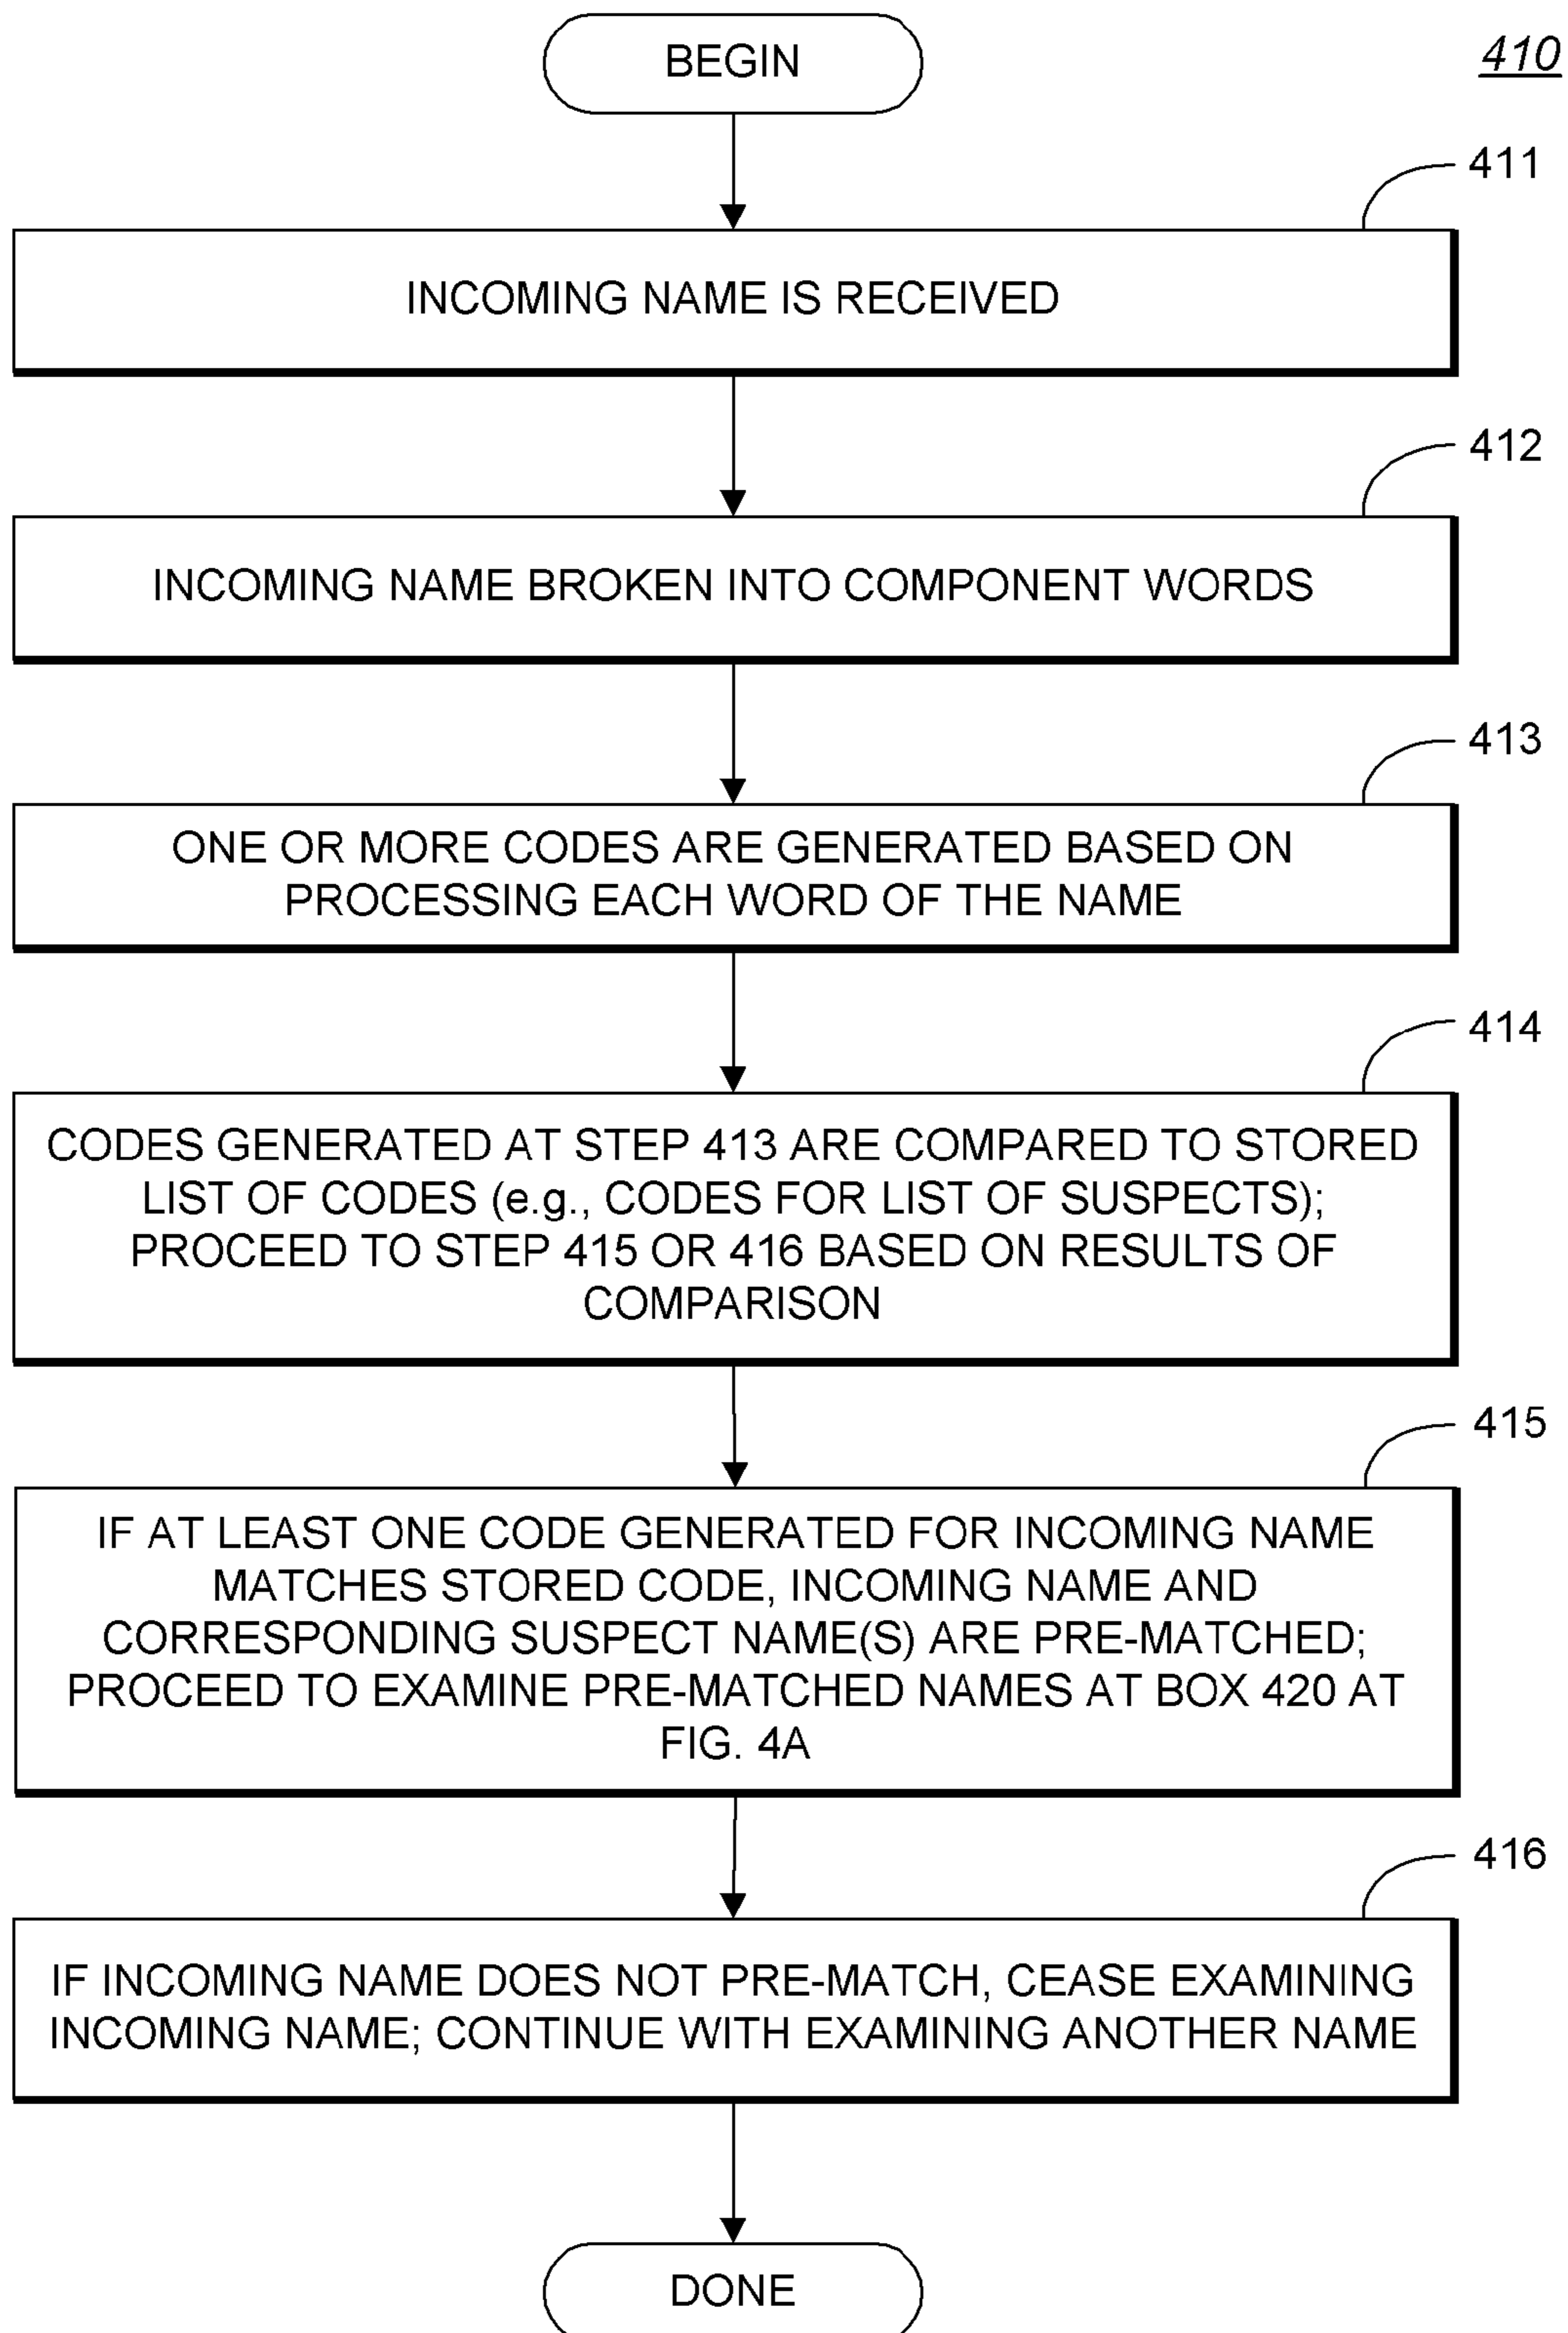 BEGIN
410
411
INCOMING NAME IS RECEIVED
412
INCOMING NAME BROKEN INTO COMPONENT WORDS
413
ONE OR MORE CODES ARE GENERATED BASED ON
PROCESSING EACH WORD OF THE NAME
414
CODES GENERATED AT STEP 413 ARE COMPARED TO STORED
LIST OF CODES (e.g., CODES FOR LIST OF SUSPECTS);
PROCEED TO STEP 415 OR 416 BASED ON RESULTS OF
COMPARISON
415
IF AT LEAST ONE CODE GENERATED FOR INCOMING NAME
MATCHES STORED CODE, INCOMING NAME AND
CORRESPONDING SUSPECT NAME(S) ARE PRE-MATCHED;
PROCEED TO EXAMINE PRE-MATCHED NAMES AT BOX 420 AT
FIG. 4A
416
IF INCOMING NAME DOES NOT PRE-MATCH, CEASE EXAMINING
INCOMING NAME; CONTINUE WITH EXAMINING ANOTHER NAME
DONE